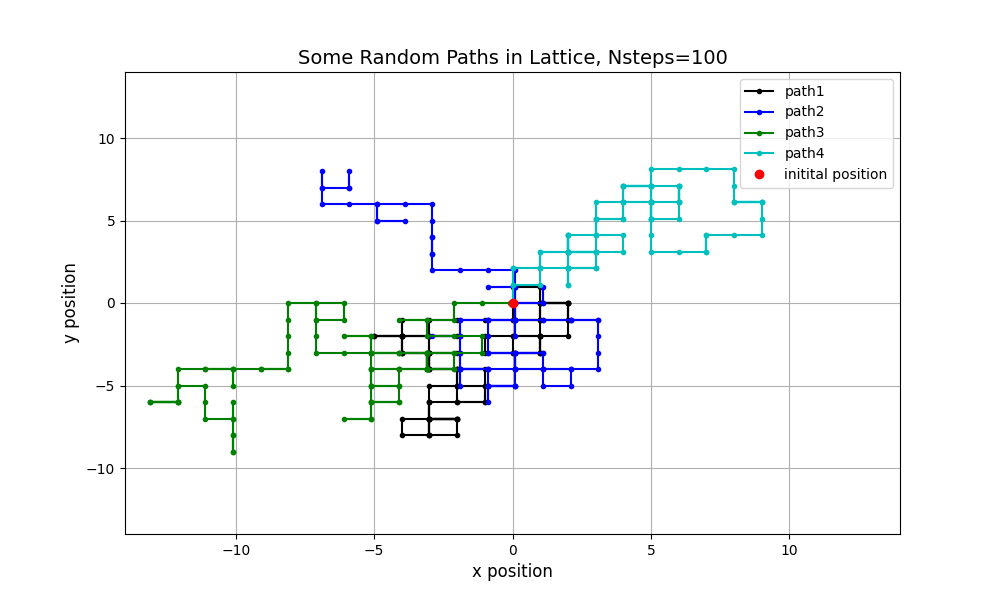 Some Random Paths in Lattice, Nsteps=100
path1
path2
path3
path4
initital position
10
5
0
−5
−10
y position
−10
−5
0
5
10
x position